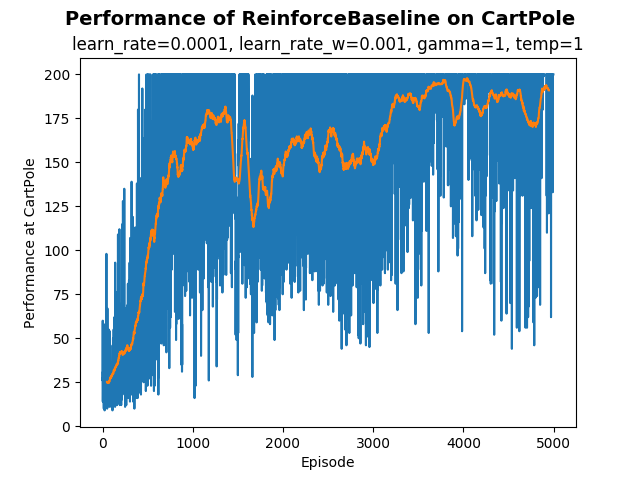 Performance of ReinforceBaseline on CartPole
learn_rate=0.0001, learn_rate_w=0.001, gamma=1, temp=1
200
175
150
125
100
75
50
25
0
Performance at CartPole
0 1000 2000 3000 4000 5000
Episode